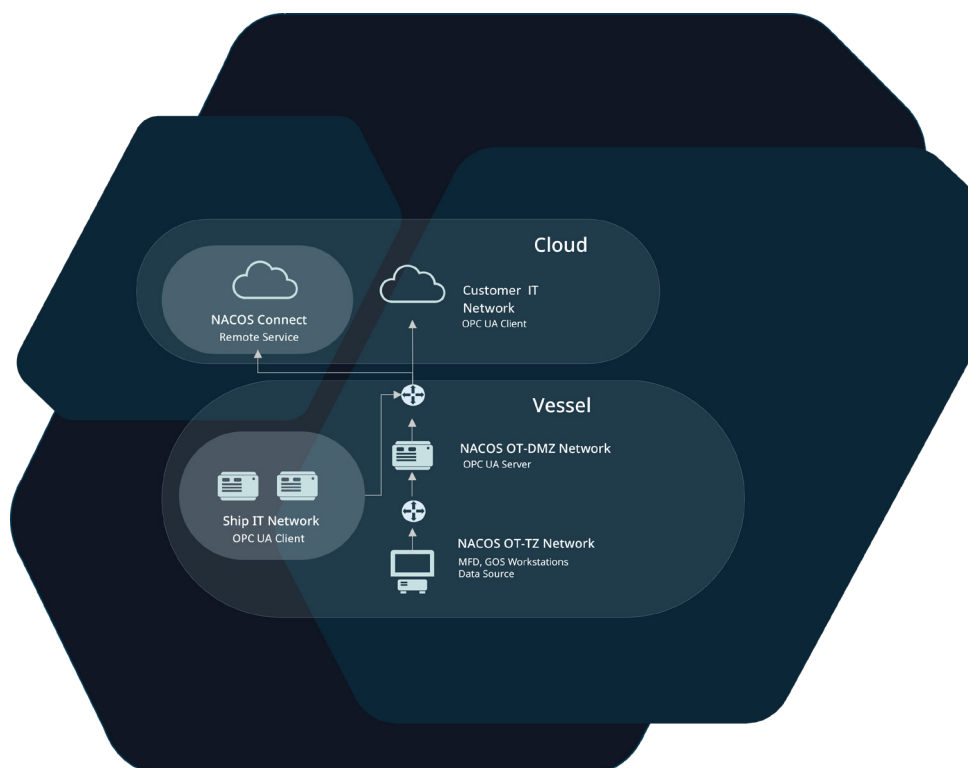 Cloud
NACOS Connect
Remote Service
Customer IT
Network
OPC UA Client
Vessel
NACOS OT-DMZ Network
OPC UA Server
Ship IT Network
OPC UA Client
NACOS OT-TZ Network
MFD, GOS Workstations
Data Source